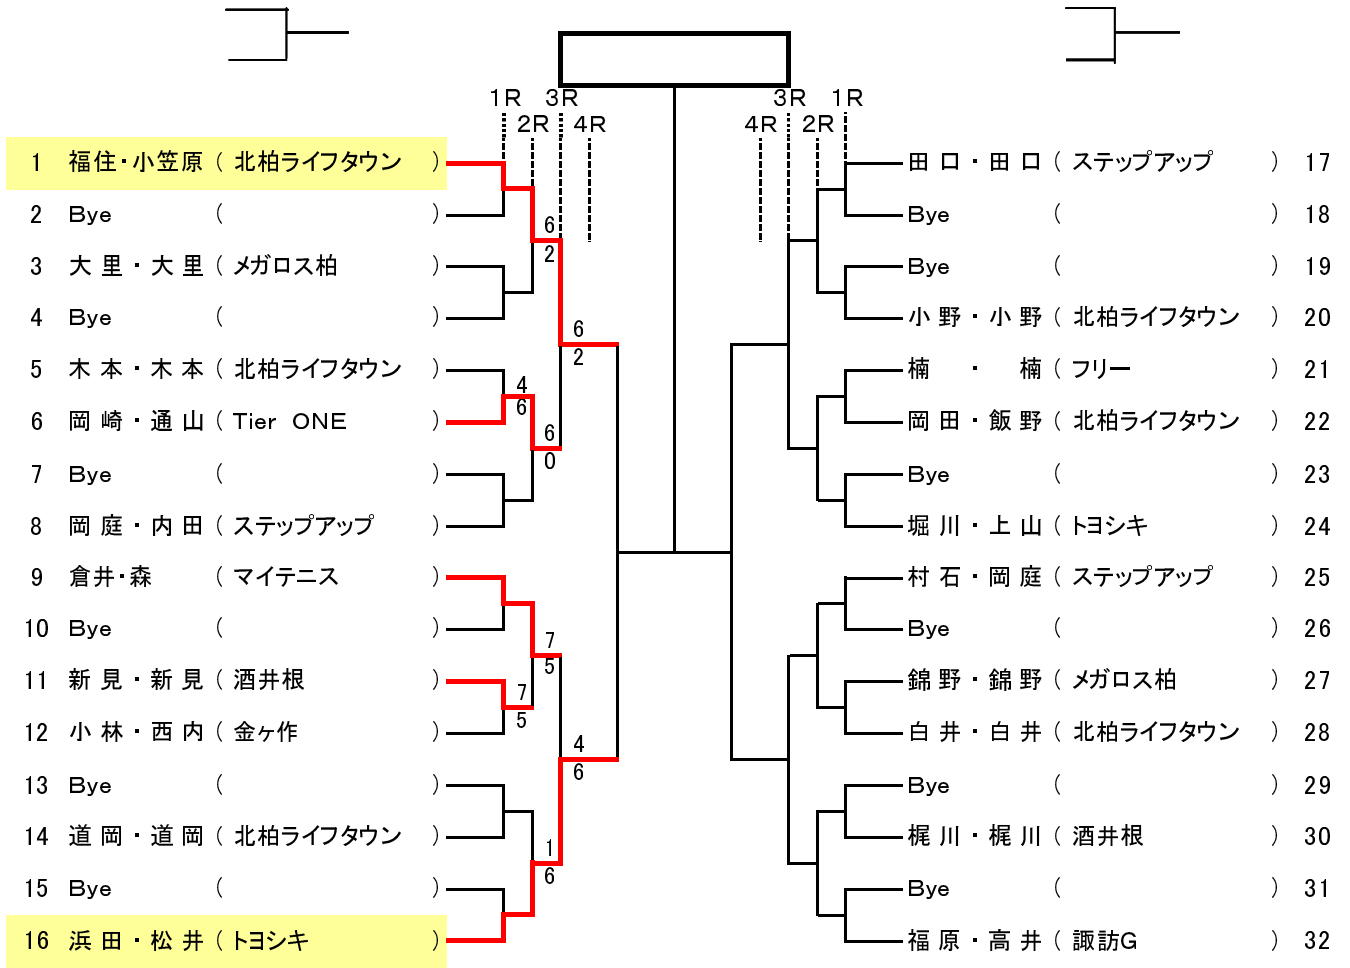 1R 3R 3R 1R
2R 4R 4R 2R
1 福住・小笠原 ( 北柏ライフタウン ) 田口・田口 ( ステップアップ ) 17
2 Bye ( ) Bye ( ) 18
6
2
3 大里・大里 ( メガロス柏 ) Bye ( ) 19
4 Bye ( ) 小野・小野 ( 北柏ライフタウン ) 20
6
2
5 木本・木本 ( 北柏ライフタウン ) 楠・楠 ( フリー ) 21
4
6
6 岡崎・通山 ( Tier ONE ) 岡田・飯野 ( 北柏ライフタウン ) 22
6
0
7 Bye ( ) Bye ( ) 23
8 岡庭・内田 ( ステップアップ ) 堀川・上山 ( トヨシキ ) 24
9 倉井・森 ( マイテニス ) 村石・岡庭 ( ステップアップ ) 25
10 Bye ( ) Bye ( ) 26
7
5
11 新見・新見 ( 酒井根 ) 錦野・錦野 ( メガロス柏 ) 27
7
5
12 小林・西内 ( 金ヶ作 ) 白井・白井 ( 北柏ライフタウン ) 28
4
6
13 Bye ( ) Bye ( ) 29
14 道岡・道岡 ( 北柏ライフタウン ) 梶川・梶川 ( 酒井根 ) 30
1
6
15 Bye ( ) Bye ( ) 31
16 浜田・松井 ( トヨシキ ) 福原・高井 ( 諏訪G ) 32